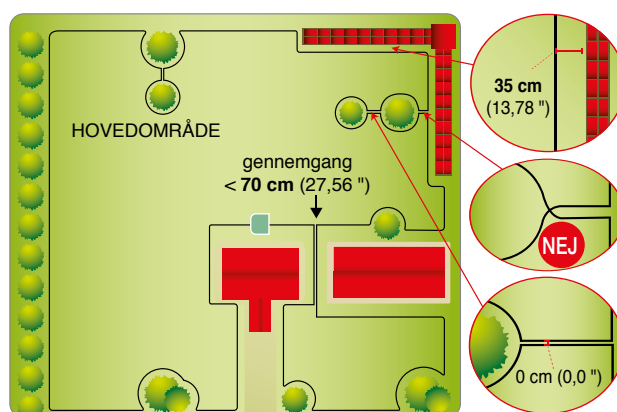 HOVEDOMRÅDE
gennemgang
< 70 cm (27,56 ")
35 cm
(13,78 ")
NEJ
0 cm (0,0 ")